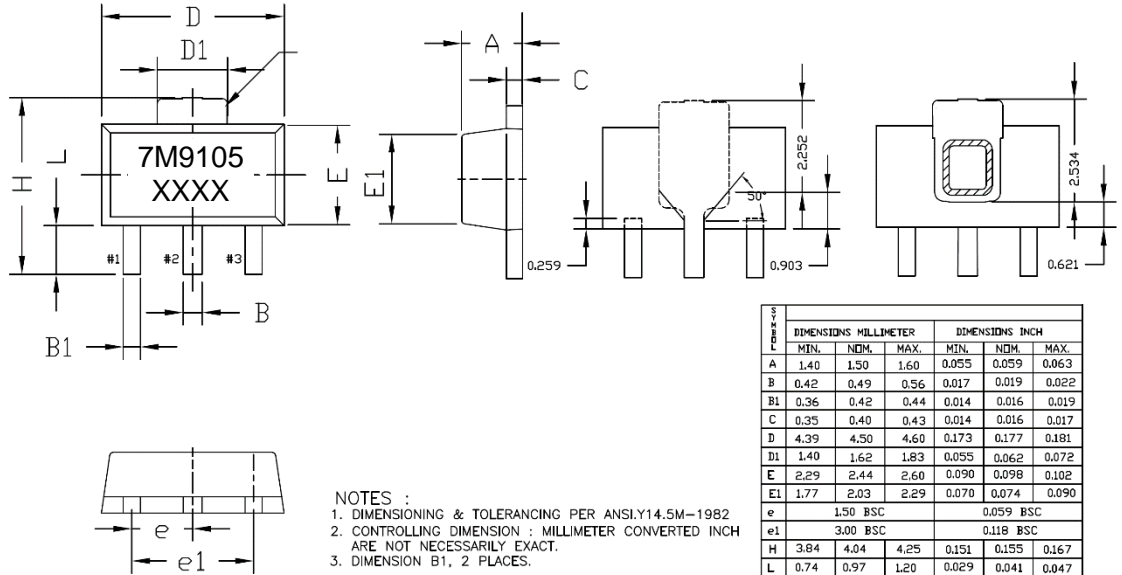 D
D1
A
C
H
L
7M9105
XXXX
E
E1
#1
#2
#3
B
B1
2.252
50°
0.259
0.903
2.534
0.621
e
e1
NOTES :
1. DIMENSIONING & TOLERANCING PER ANSI.Y14.5M-1982
2. CONTROLLING DIMENSION : MILLIMETER CONVERTED INCH
ARE NOT NECESSARILY EXACT.
3. DIMENSION B1, 2 PLACES.
SYMBOL DIMENSIONS MILLIMETER DIMENSIONS INCH
MIN. NOM. MAX. MIN. NOM. MAX.
A 1.40 1.50 1.60 0.055 0.059 0.063
B 0.42 0.49 0.56 0.017 0.019 0.022
B1 0.36 0.42 0.44 0.014 0.016 0.019
C 0.35 0.40 0.43 0.014 0.016 0.017
D 4.39 4.50 4.60 0.173 0.177 0.181
D1 1.40 1.62 1.83 0.055 0.062 0.072
E 2.29 2.44 2.60 0.090 0.098 0.102
E1 1.77 2.03 2.29 0.070 0.074 0.090
e 1.50 BSC 0.059 BSC
e1 3.00 BSC 0.118 BSC
H 3.84 4.04 4.25 0.151 0.155 0.167
L 0.74 0.97 1.20 0.029 0.041 0.047